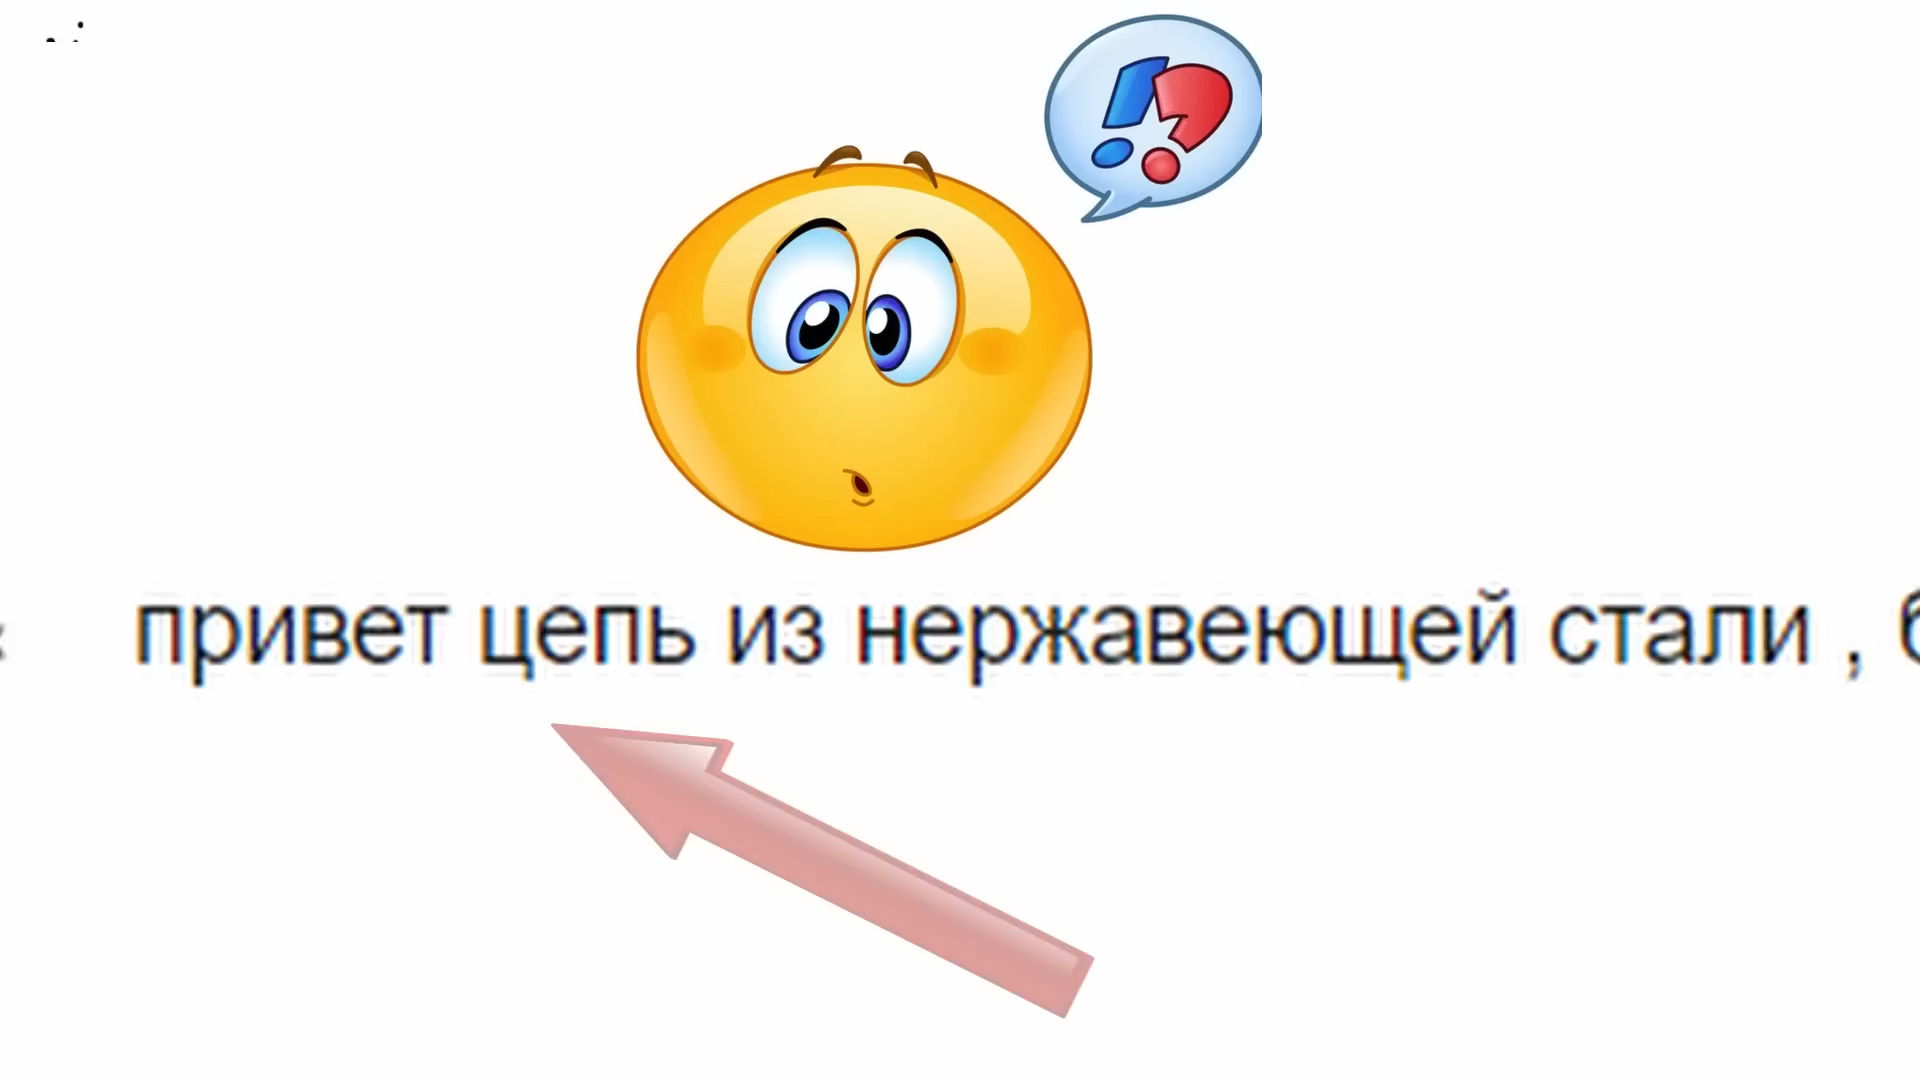 привет цепь из нержавеющей стали ,